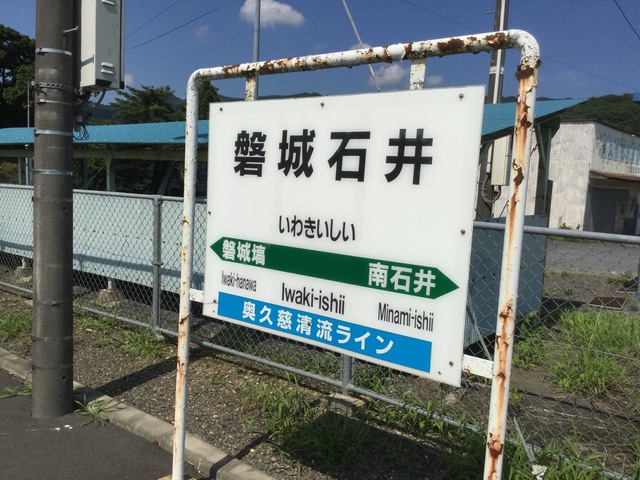 磐城石井
いわきいしい
磐城塙 南石井
Iwaki-hanawa Iwaki-ishii Minami-ishii
奥久慈清流ライン